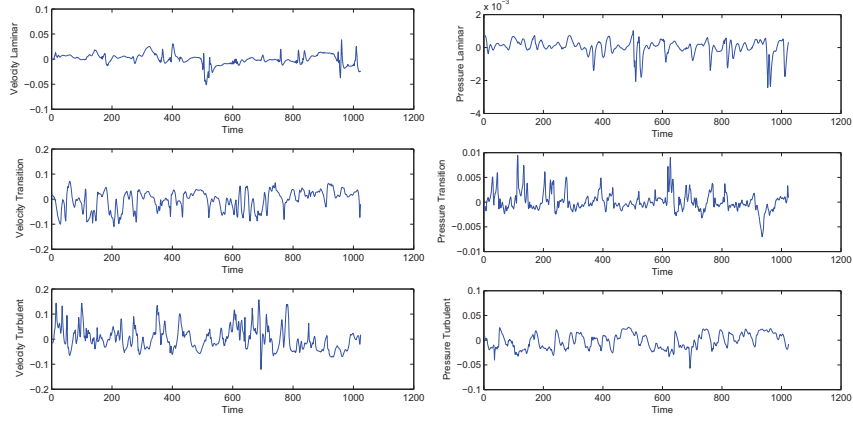 0.1
0.05
0
−0.05
−0.1
0 200 400 600 800 1000 1200
Time
Velocity Laminar
x 10⁻³
2
0
−2
−4
0 200 400 600 800 1000 1200
Time
Pressure Laminar
0.2
0.1
0
−0.1
−0.2
0 200 400 600 800 1000 1200
Time
Velocity Transition
0.01
0.005
0
−0.005
−0.01
0 200 400 600 800 1000 1200
Time
Pressure Transition
0.2
0.1
0
−0.1
−0.2
0 200 400 600 800 1000 1200
Time
Velocity Turbulent
0.1
0.05
0
−0.05
−0.1
0 200 400 600 800 1000 1200
Time
Pressure Turbulent